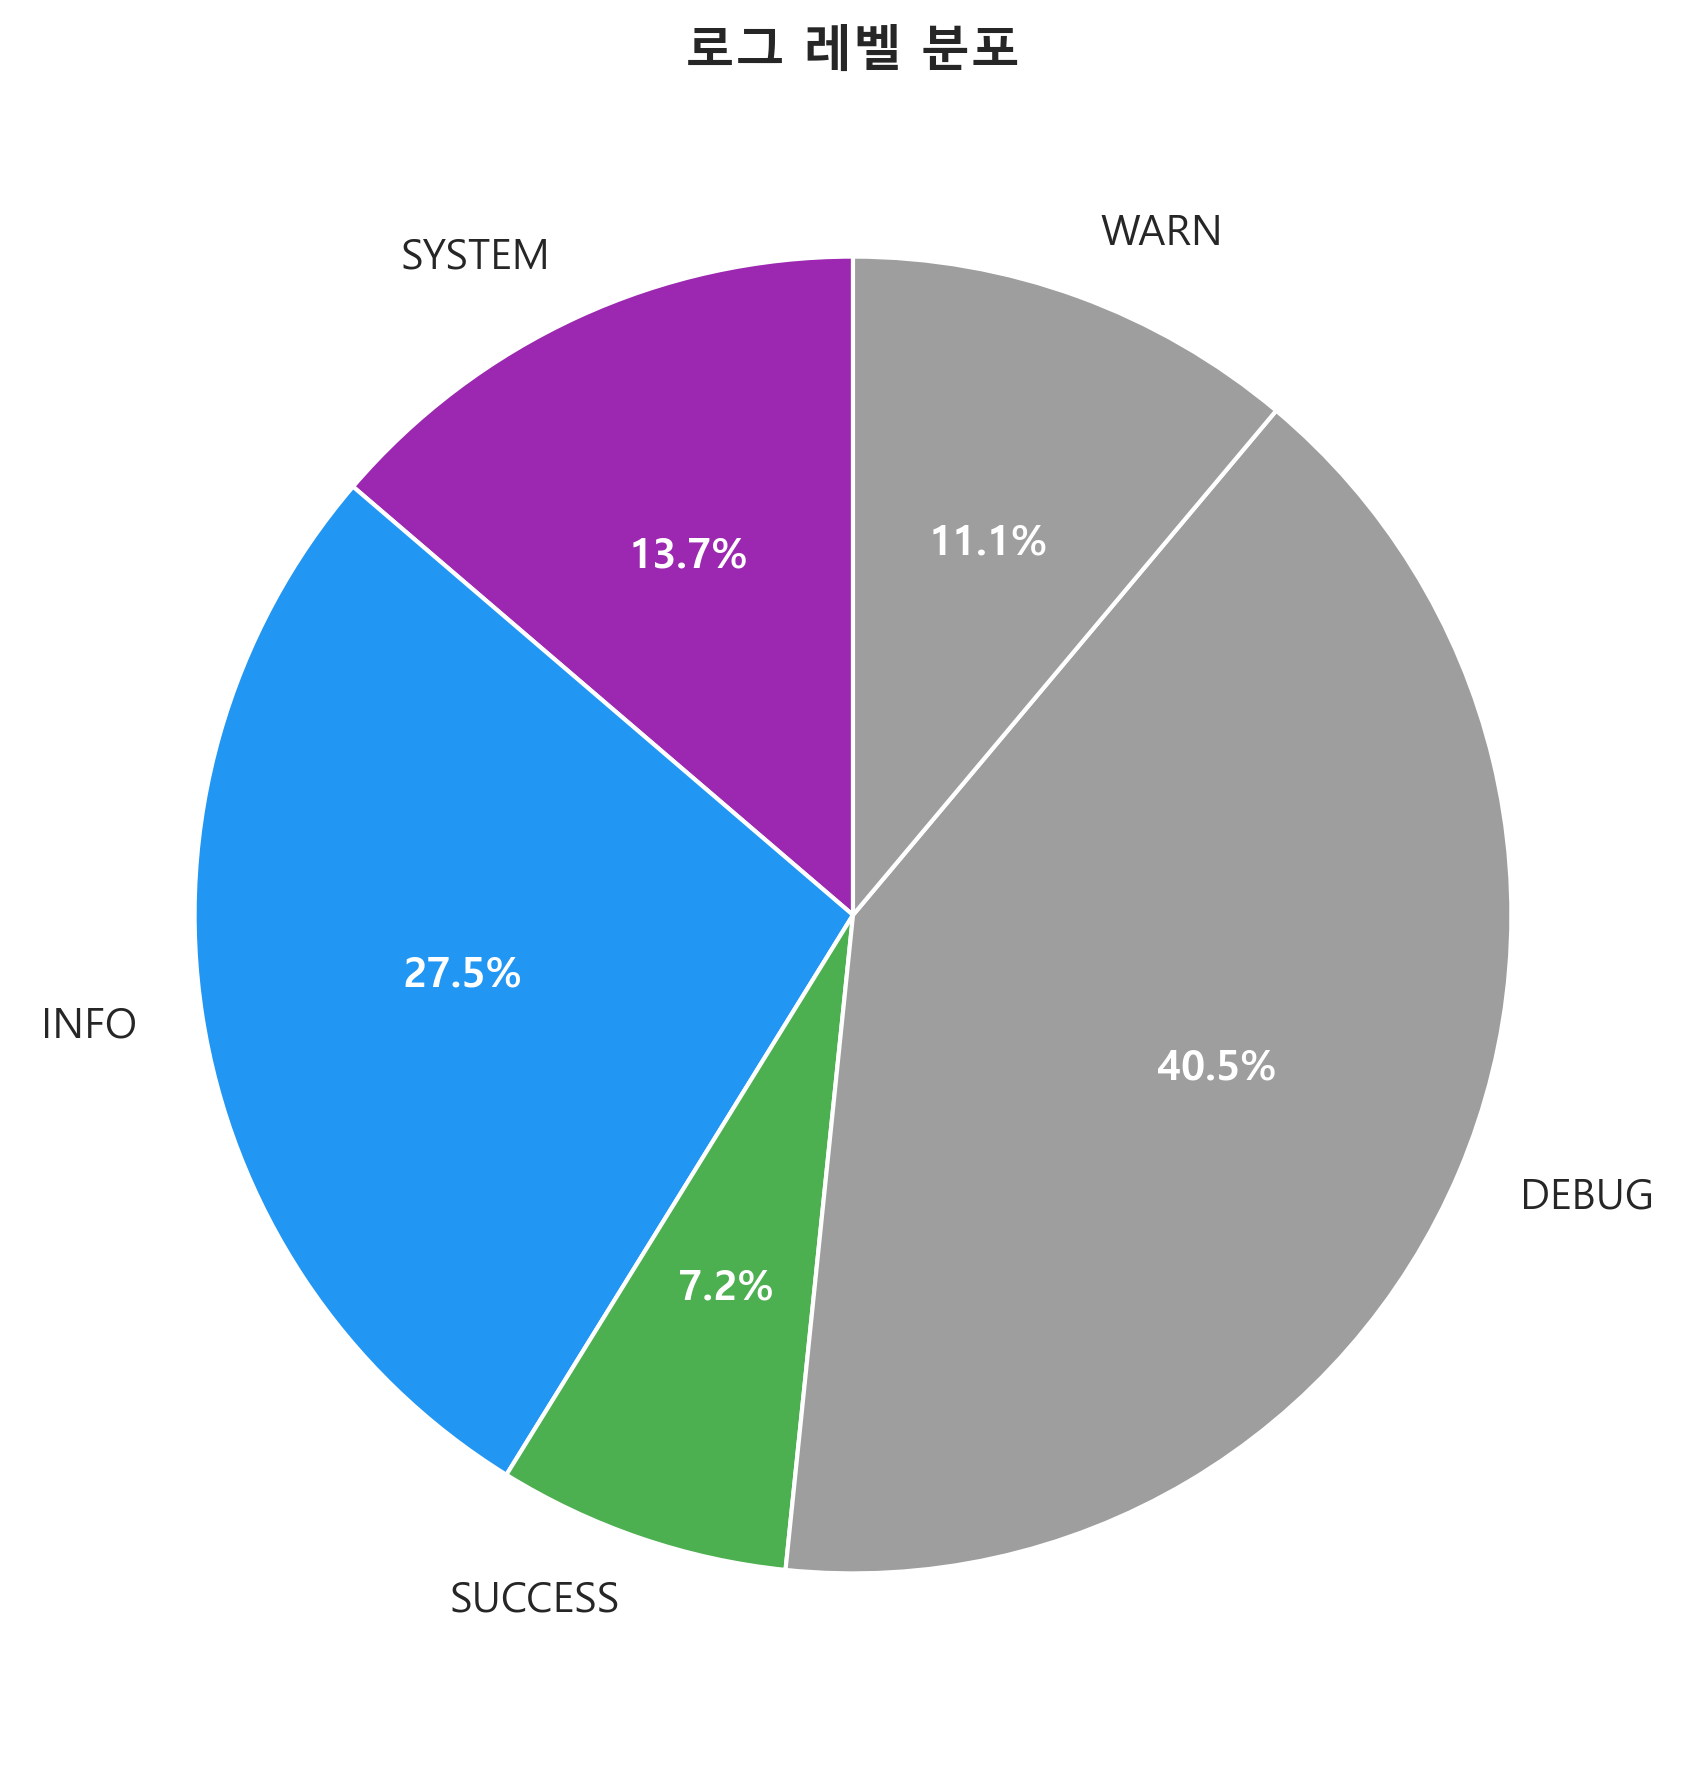 로그 레벨 분포
WARN
SYSTEM
11.1%
13.7%
27.5%
INFO
40.5%
DEBUG
7.2%
SUCCESS